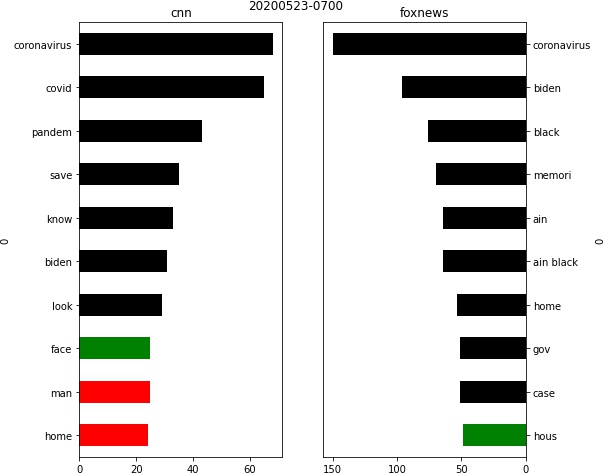 20200523-0700
cnn
foxnews
coronavirus
covid
pandem
save
know
biden
look
face
man
home
0
0 20 40 60
coronavirus
biden
black
memori
ain
ain black
home
gov
case
hous
0
150 100 50 0